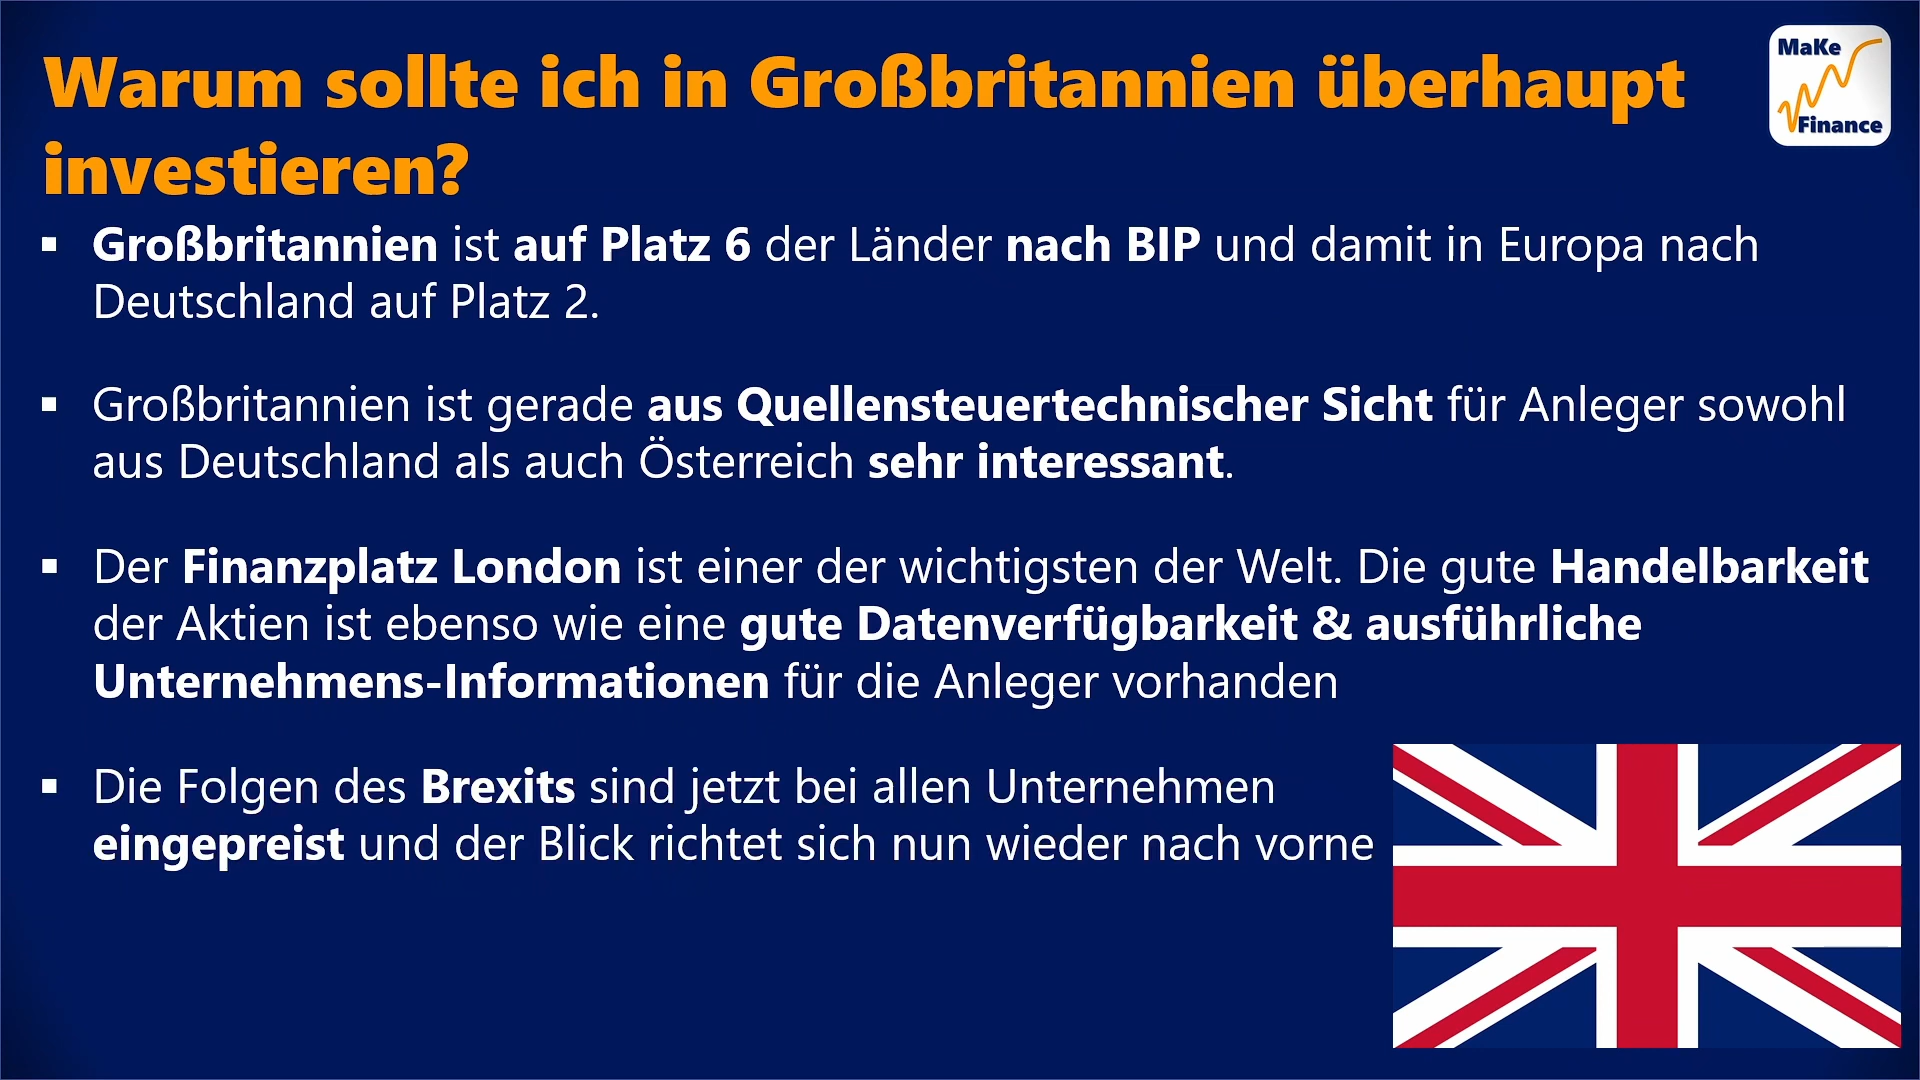 Warum sollte ich in Großbritannien überhaupt
investieren?
MaKe
Finance
▪ Großbritannien ist auf Platz 6 der Länder nach BIP und damit in Europa nach
Deutschland auf Platz 2.
▪ Großbritannien ist gerade aus Quellensteuertechnischer Sicht für Anleger sowohl
aus Deutschland als auch Österreich sehr interessant.
▪ Der Finanzplatz London ist einer der wichtigsten der Welt. Die gute Handelbarkeit
der Aktien ist ebenso wie eine gute Datenverfügbarkeit & ausführliche
Unternehmens-Informationen für die Anleger vorhanden
▪ Die Folgen des Brexits sind jetzt bei allen Unternehmen
eingepreist und der Blick richtet sich nun wieder nach vorne